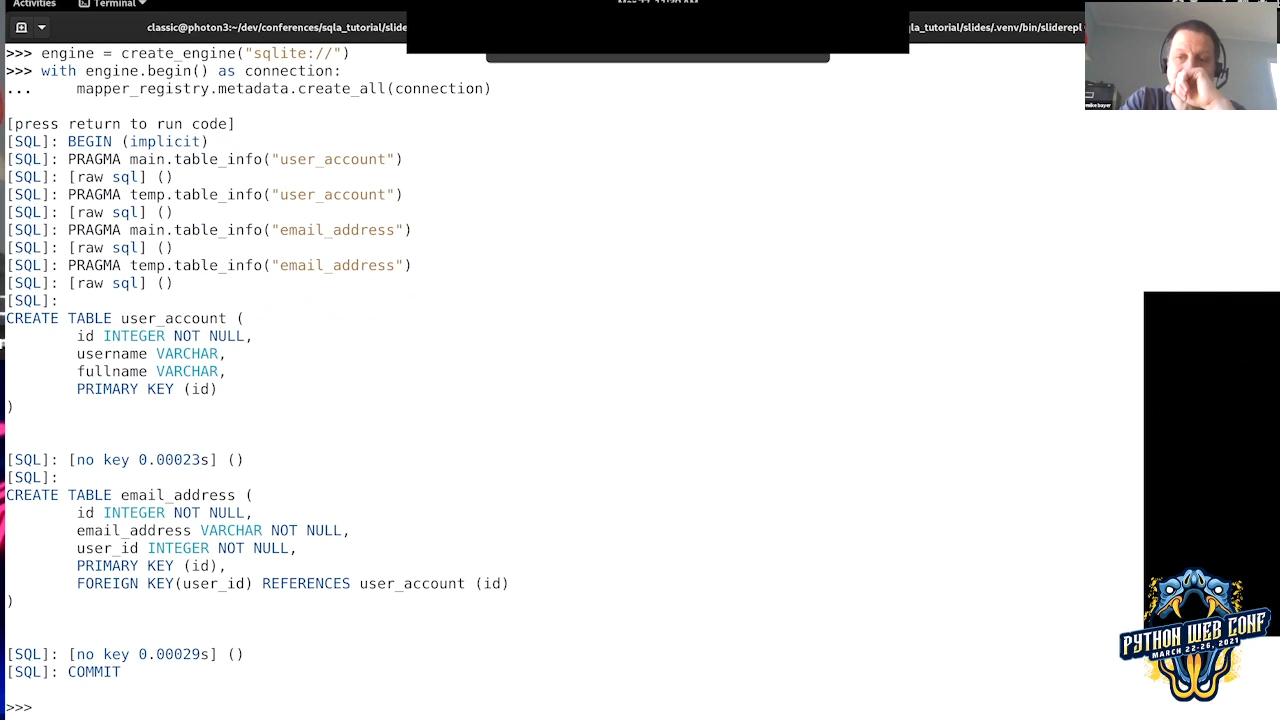 Activities
Terminal
classic@photon3:~/dev/conferences/sqla_tutorial/slide
la_tutorial/slides/.venv/bin/sliderepl
>>> engine = create_engine("sqlite://")
>>> with engine.begin() as connection:
...     mapper_registry.metadata.create_all(connection)
[press return to run code]
[SQL]: BEGIN (implicit)
[SQL]: PRAGMA main.table_info("user_account")
[SQL]: [raw sql] ()
[SQL]: PRAGMA temp.table_info("user_account")
[SQL]: [raw sql] ()
[SQL]: PRAGMA main.table_info("email_address")
[SQL]: [raw sql] ()
[SQL]: PRAGMA temp.table_info("email_address")
[SQL]: [raw sql] ()
[SQL]:
CREATE TABLE user_account (
        id INTEGER NOT NULL,
        username VARCHAR,
        fullname VARCHAR,
        PRIMARY KEY (id)
)
[SQL]: [no key 0.00023s] ()
[SQL]:
CREATE TABLE email_address (
        id INTEGER NOT NULL,
        email_address VARCHAR NOT NULL,
        user_id INTEGER NOT NULL,
        PRIMARY KEY (id),
        FOREIGN KEY(user_id) REFERENCES user_account (id)
)
[SQL]: [no key 0.00029s] ()
[SQL]: COMMIT
>>>
mike bayer
PYTHON WEB CONF
MARCH 22-26, 2021